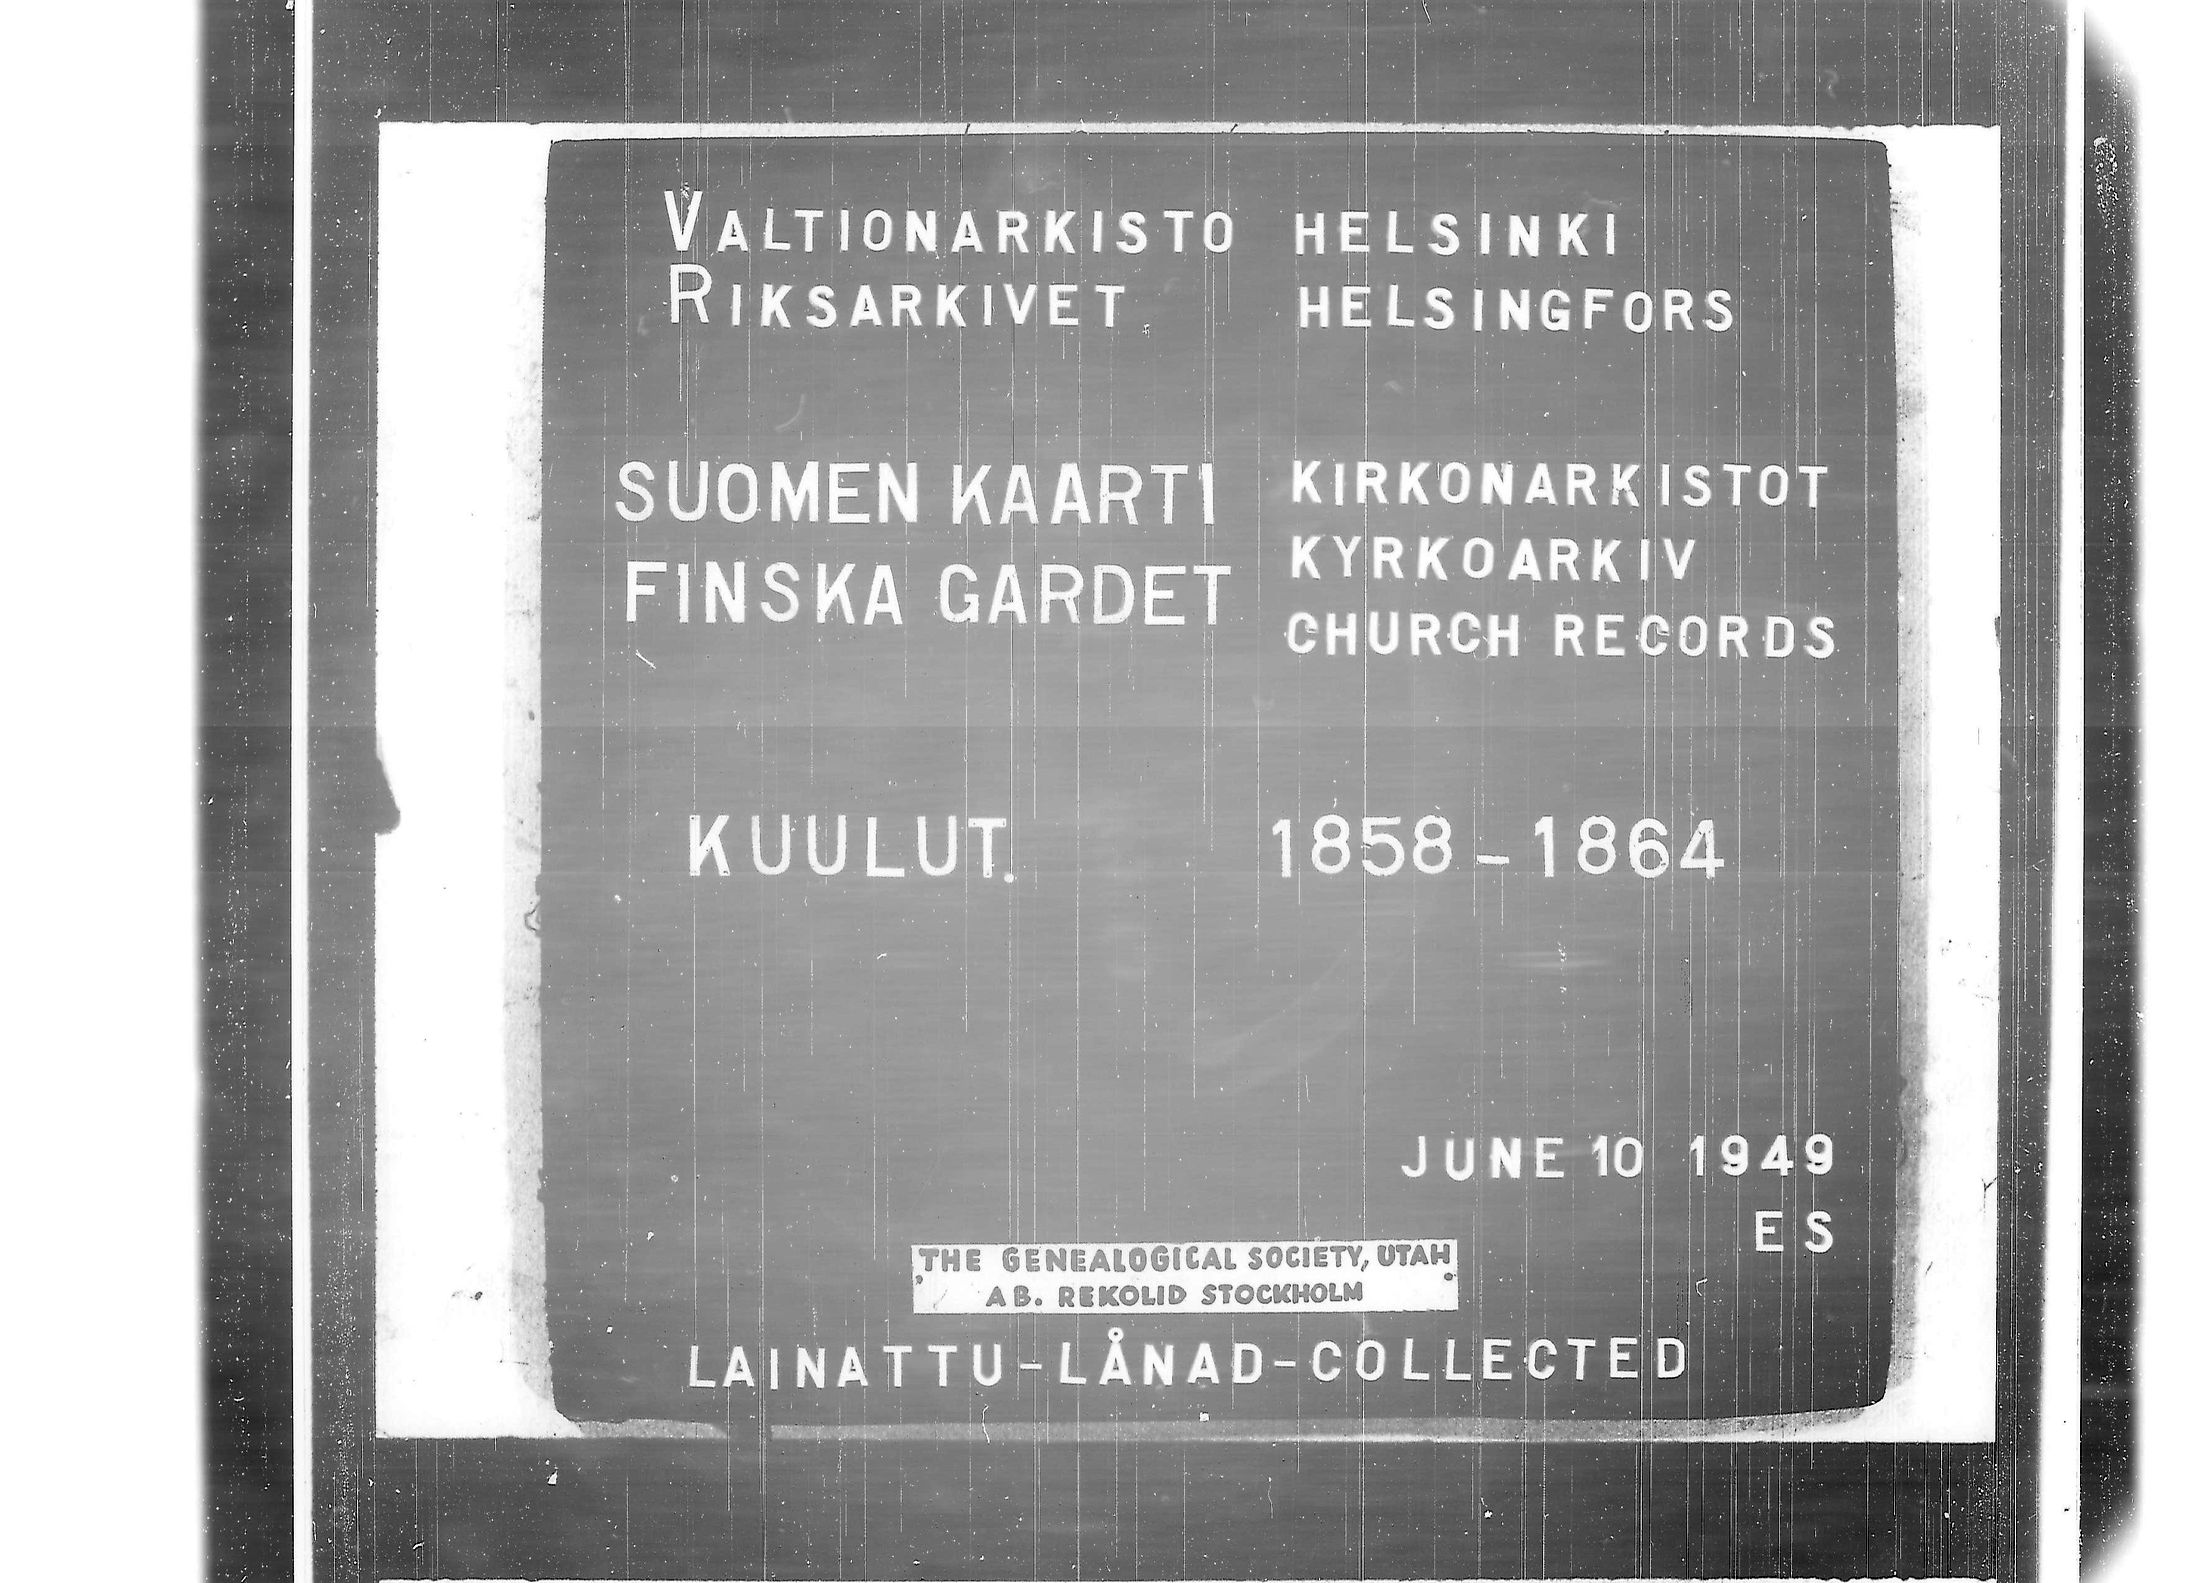 VALTIONARKISTO HELSINKI
RIKSARKIVET HELSINGFORS
SUOMEN KAARTI
FINSKA GARDET
KIRKONARKISTOT
KYRKOARKIV
CHURCH RECORDS
KUULUT. 1858-1864
JUNE 10 1949
ES
THE GENEALOGICAL SOCIETY, UTAH
AB. REKOLID STOCKHOLM
LAINATTU-LÅNAD-COLLECTED